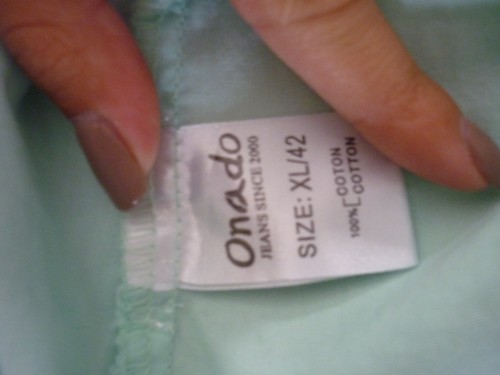 Onado
JEANS SINCE 2000
SIZE: XL/42
100% COTON
COTTON